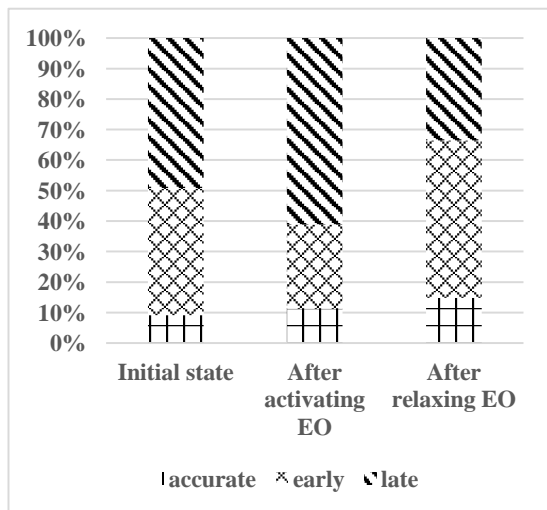 100%
90%
80%
70%
60%
50%
40%
30%
20%
10%
0%
Initial state
After
activating
EO
After
relaxing EO
accurate early late